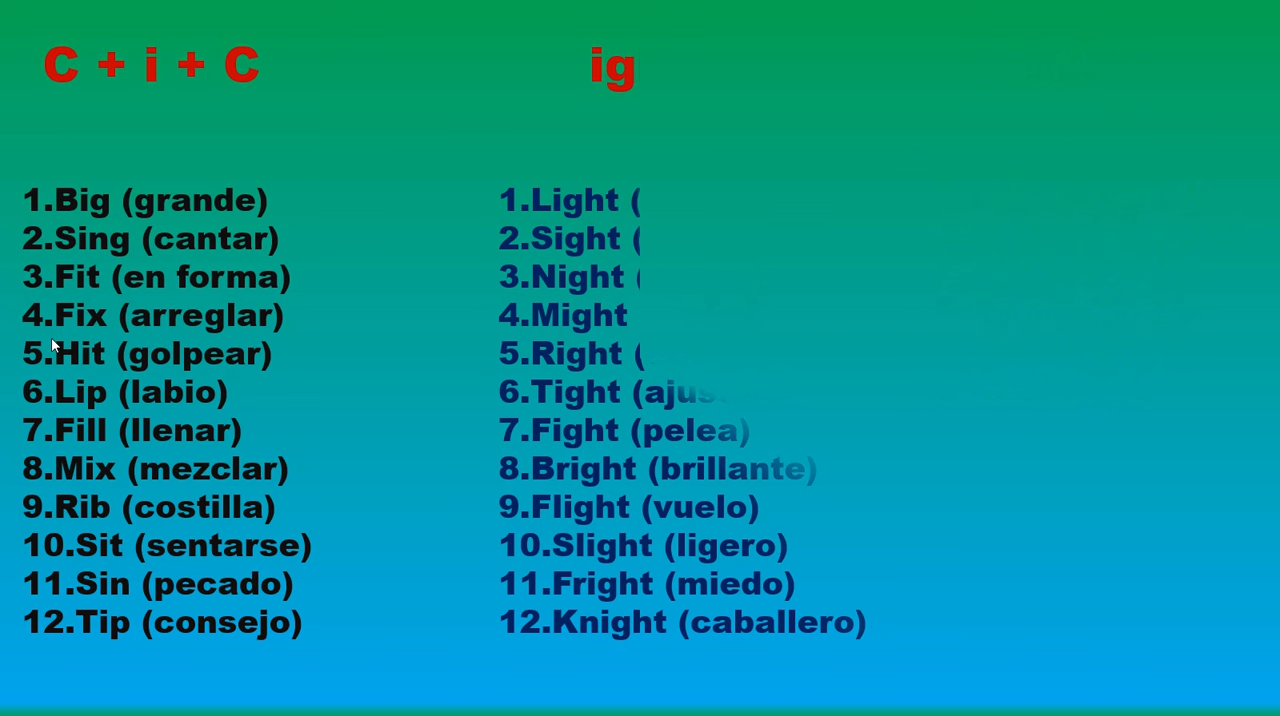 C + i + C
1.Big (grande)
2.Sing (cantar)
3.Fit (en forma)
4.Fix (arreglar)
5.Hit (golpear)
6.Lip (labio)
7.Fill (llenar)
8.Mix (mezclar)
9.Rib (costilla)
10.Sit (sentarse)
11.Sin (pecado)
12.Tip (consejo)
ig
1.Light (
2.Sight (
3.Night (
4.Might
5.Right (
6.Tight (ajus
7.Fight (pelea)
8.Bright (brillante)
9.Flight (vuelo)
10.Slight (ligero)
11.Fright (miedo)
12.Knight (caballero)